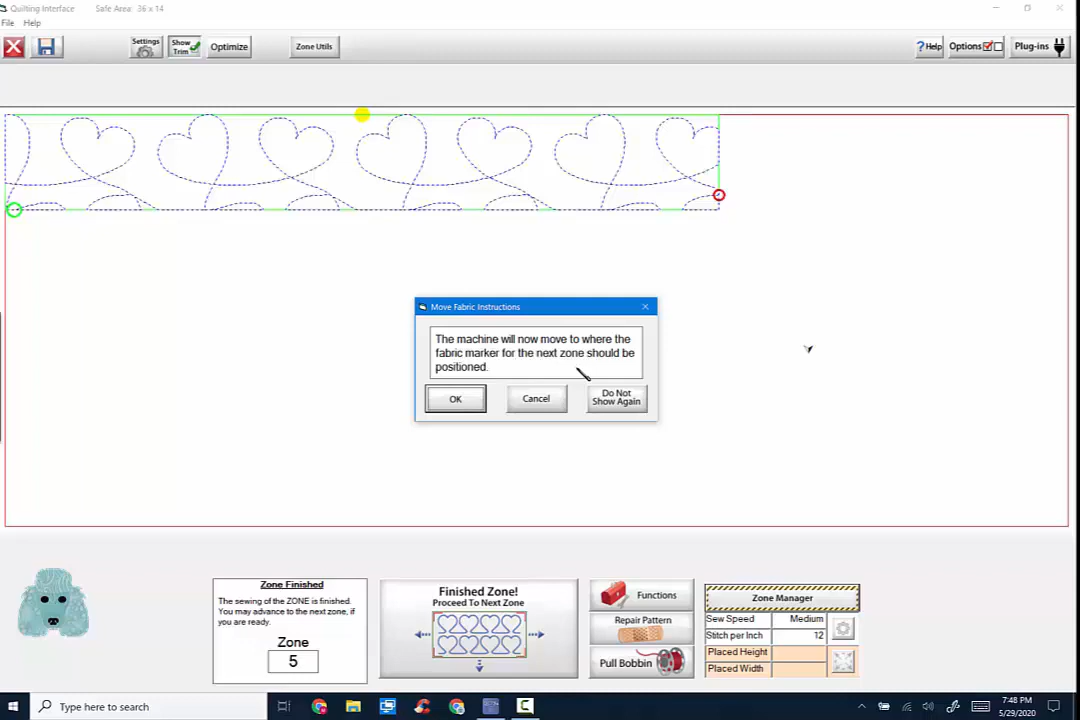 Quilting Interface Safe Area: 36 x 14
File Help
Settings
Show
Trim
Optimize
Zone Utils
?Help
Options
Plug-ins
Move Fabric Instructions
The machine will now move to where the
fabric marker for the next zone should be
positioned.
OK
Cancel
Do Not
Show Again
Zone Finished
The sewing of the ZONE is finished.
You may advance to the next zone, if
you are ready.
Zone
5
Finished Zone!
Proceed To Next Zone
Functions
Repair Pattern
Pull Bobbin
Zone Manager
Sew Speed Medium
Stitch per Inch 12
Placed Height
Placed Width
Type here to search
7:48 PM
5/29/2020